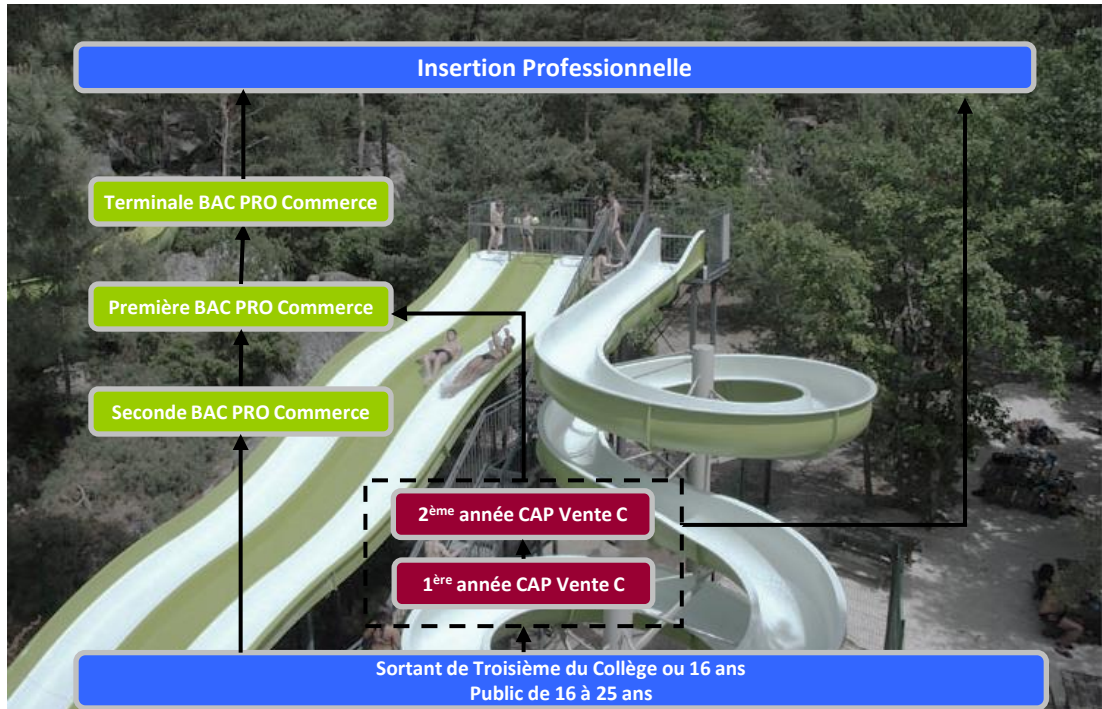 Insertion Professionnelle
Terminale BAC PRO Commerce
Première BAC PRO Commerce
Seconde BAC PRO Commerce
2ème année CAP Vente C
1ère année CAP Vente C
Sortant de Troisième du Collège ou 16 ans
Public de 16 à 25 ans